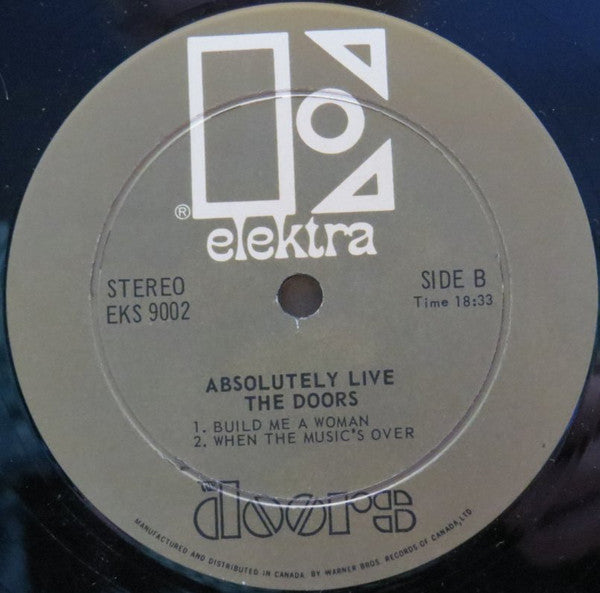 ®
elektra
STEREO
EKS 9002
SIDE B
Time 18:33
ABSOLUTELY LIVE
THE DOORS
1. BUILD ME A WOMAN
2. WHEN THE MUSIC'S OVER
THE doors
MANUFACTURED AND DISTRIBUTED IN CANADA BY WARNER BROS. RECORDS OF CANADA, LTD.